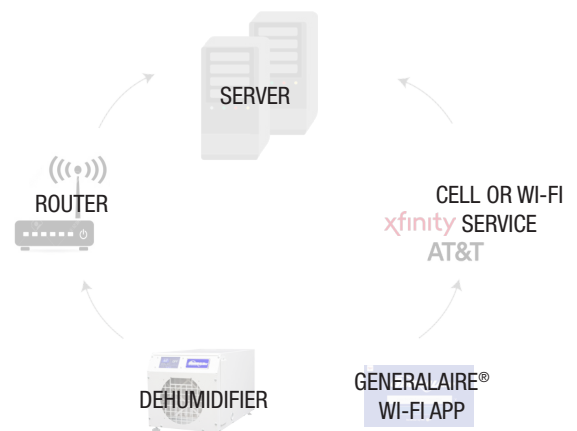 SERVER
ROUTER
CELL OR WI-FI
xfinity SERVICE
AT&T
DEHUMIDIFIER
GENERALAIRE®
WI-FI APP